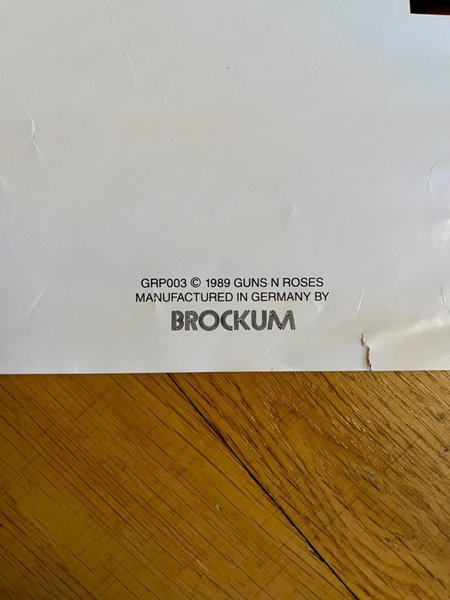 GRP003 © 1989 GUNS N ROSES
MANUFACTURED IN GERMANY BY
BROCKUM